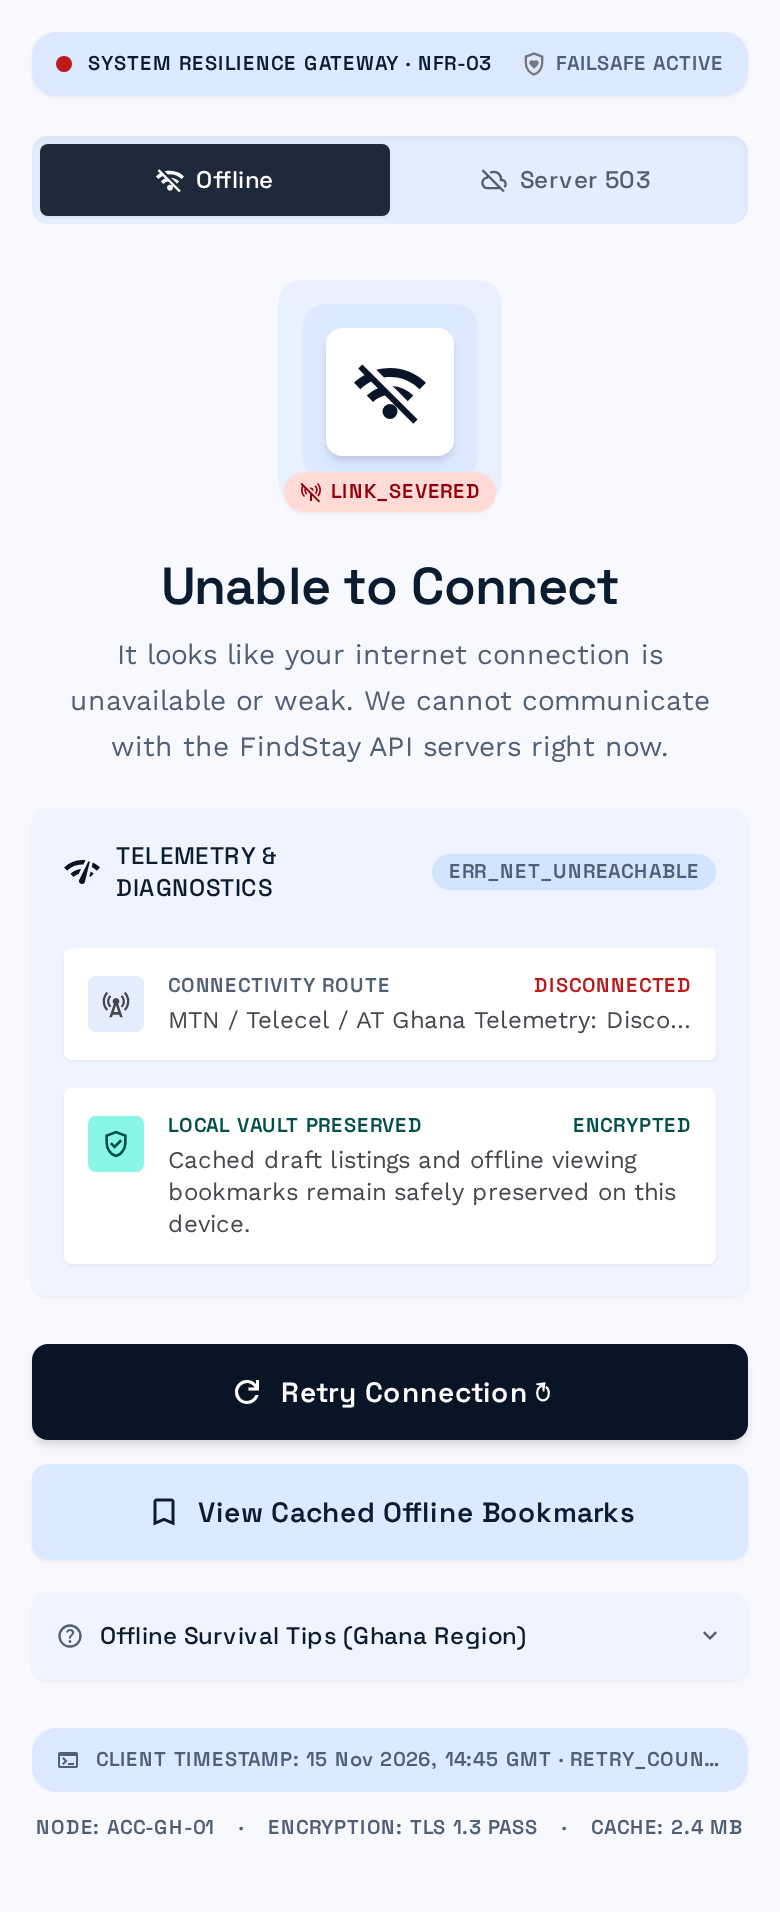 SYSTEM RESILIENCE GATEWAY · NFR-03
FAILSAFE ACTIVE
Offline
Server 503
LINK_SEVERED
Unable to Connect
It looks like your internet connection is
unavailable or weak. We cannot communicate
with the FindStay API servers right now.
TELEMETRY &
DIAGNOSTICS
ERR_NET_UNREACHABLE
CONNECTIVITY ROUTE
DISCONNECTED
MTN / Telecel / AT Ghana Telemetry: Disco...
LOCAL VAULT PRESERVED
ENCRYPTED
Cached draft listings and offline viewing
bookmarks remain safely preserved on this
device.
Retry Connection
View Cached Offline Bookmarks
Offline Survival Tips (Ghana Region)
CLIENT TIMESTAMP: 15 Nov 2026, 14:45 GMT · RETRY_COUN...
NODE: ACC-GH-01 · ENCRYPTION: TLS 1.3 PASS · CACHE: 2.4 MB